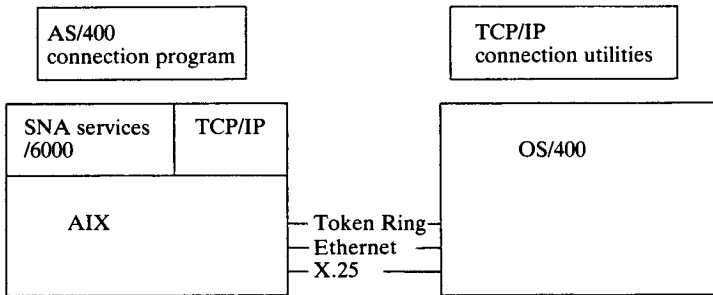 AS/400
connection program
TCP/IP
connection utilities
SNA services
/6000
TCP/IP
OS/400
AIX
Token Ring
Ethernet
X.25